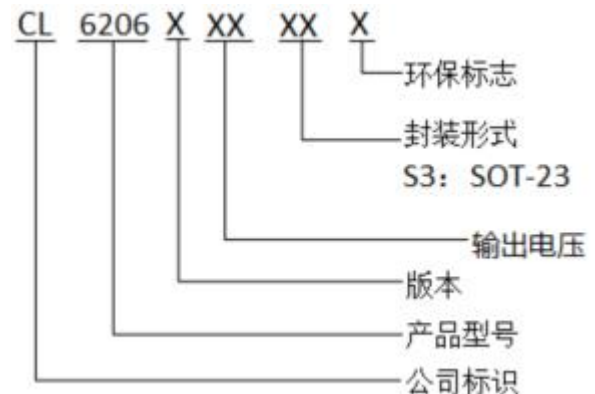 CL 6206 X XX XX X
环保标志
封装形式
S3：SOT-23
输出电压
版本
产品型号
公司标识